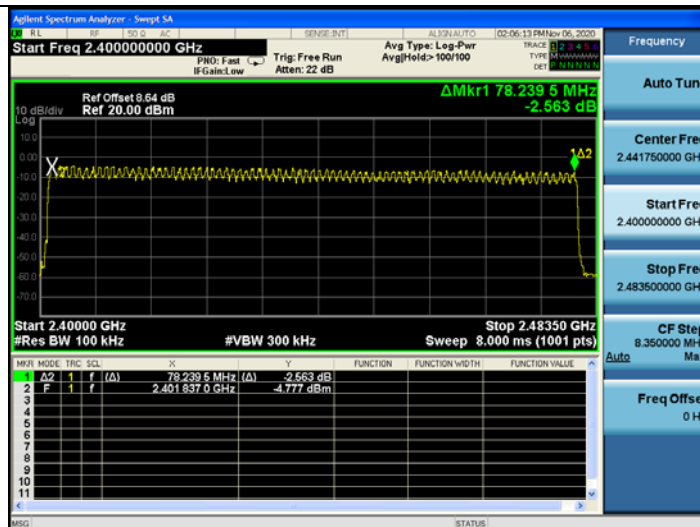 Agilent Spectrum Analyzer - Swept SA
RL RF 50 Ω AC SENSE:INT ALIGN AUTO 02:06:13 PM Nov 06, 2020
Start Freq 2.400000000 GHz
PNO: Fast
IFGain:Low
Trig: Free Run
Atten: 22 dB
Avg Type: Log-Pwr
Avg|Hold:> 100/100
TRACE 1 2 3 4 5 6
TYPE M
DET P N N N N N
Ref Offset 8.64 dB
Ref 20.00 dBm
ΔMkr1 78.239 5 MHz
-2.563 dB
10 dB/div
Log
10.0
0.00
-10.0
-20.0
-30.0
-40.0
-50.0
-60.0
-70.0
X
1Δ2
Start 2.40000 GHz
Stop 2.48350 GHz
#Res BW 100 kHz
#VBW 300 kHz
Sweep 8.000 ms (1001 pts)
MKR MODE TRC SCL X Y FUNCTION FUNCTION WIDTH FUNCTION VALUE
1 Δ2 1 f (Δ) 78.239 5 MHz (Δ) -2.563 dB
2 F 1 f 2.401 837 0 GHz -4.777 dBm
3
4
5
6
7
8
9
10
11
MSG
STATUS
Frequency
Auto Tun
Center Fre
2.441750000 GH
Start Fre
2.400000000 GH
Stop Fre
2.483500000 GH
CF Ste
8.350000 MH
Auto Ma
Freq Offse
0 H